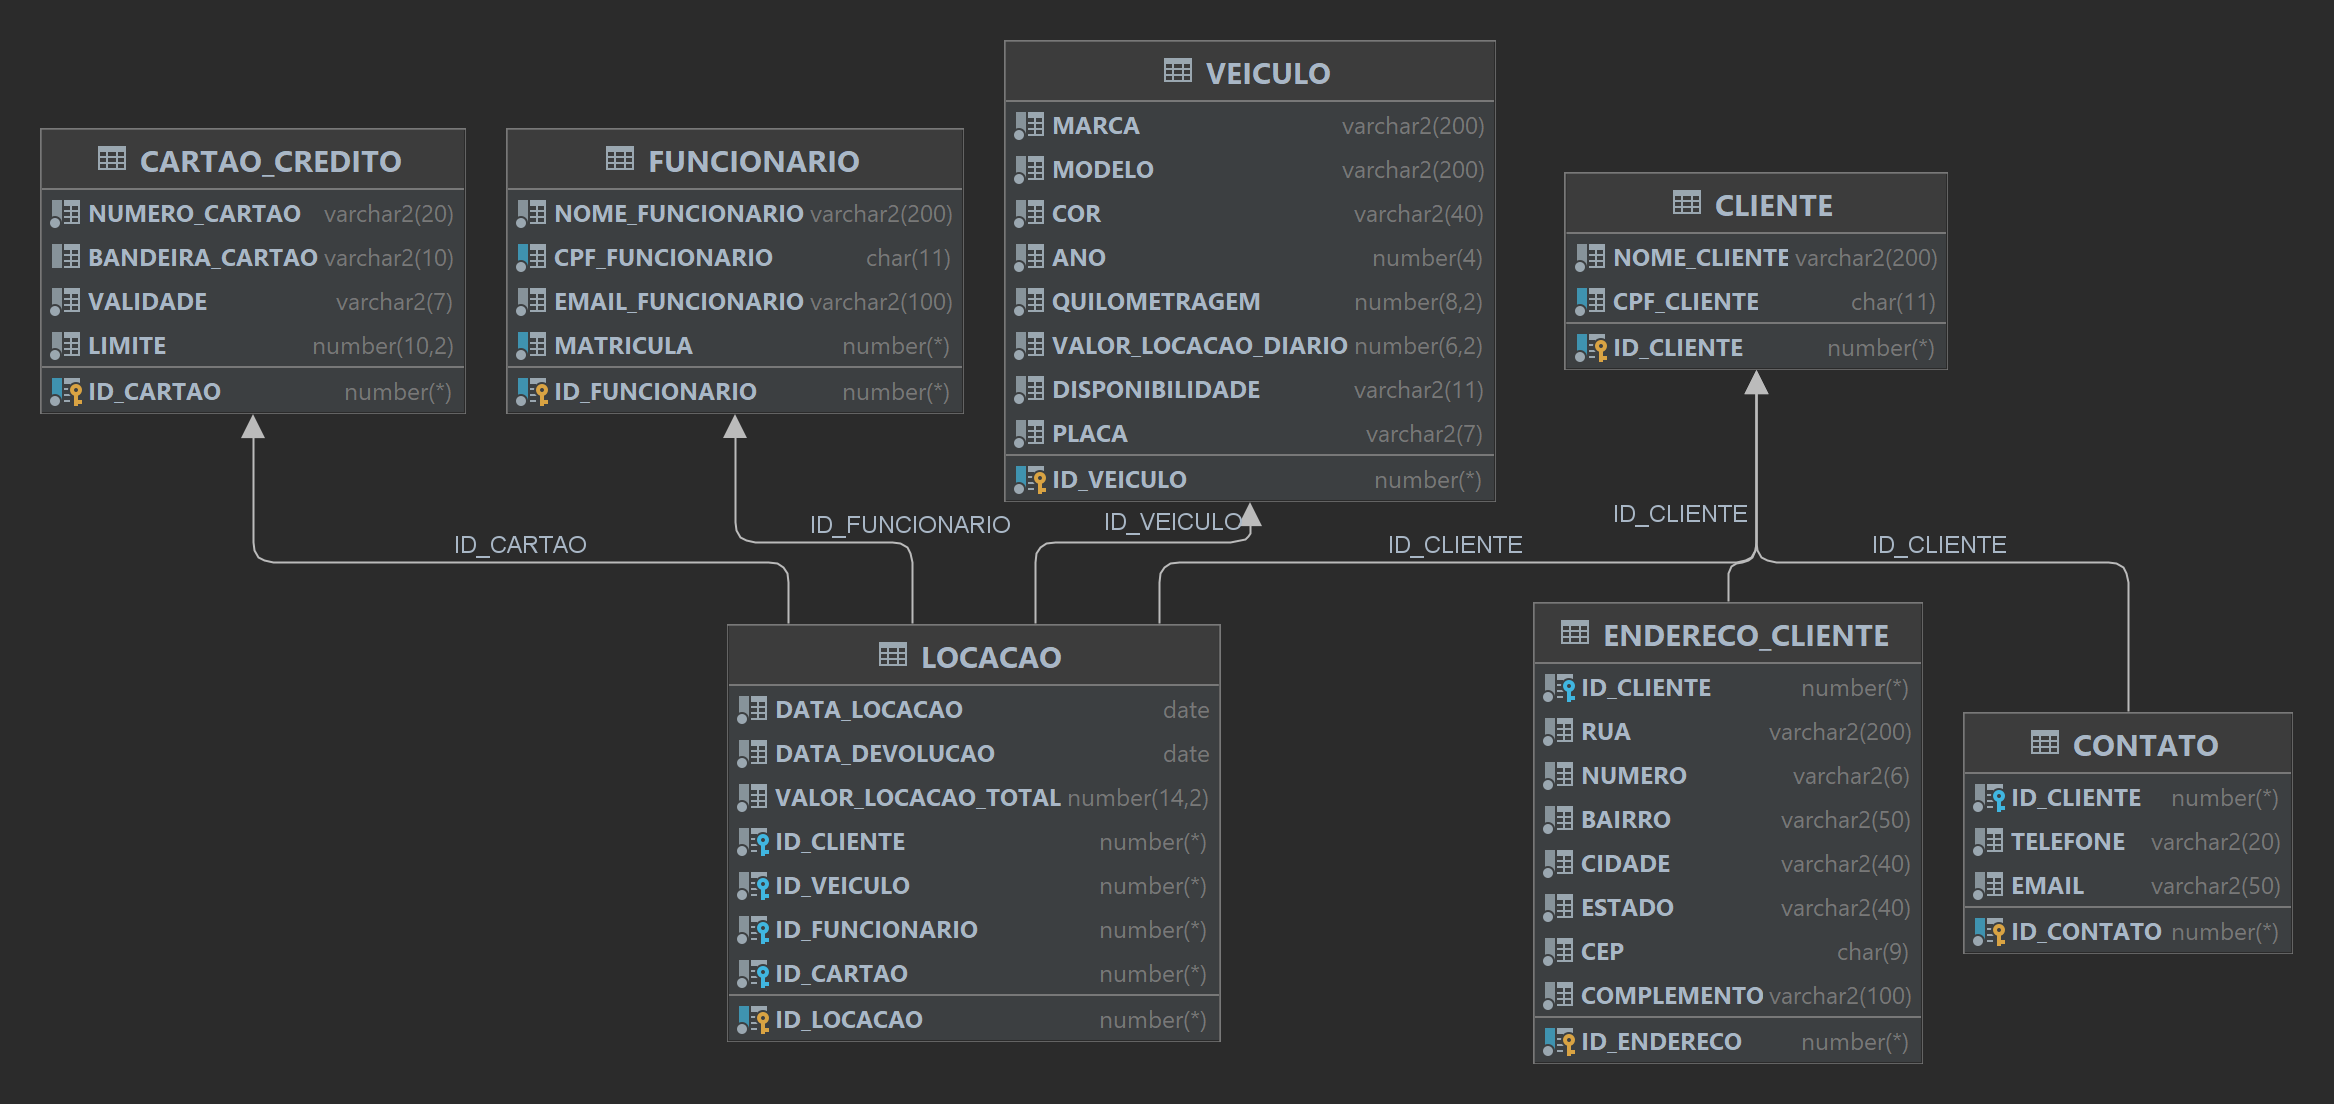 CARTAO_CREDITO
NUMERO_CARTAO varchar2(20)
BANDEIRA_CARTAO varchar2(10)
VALIDADE varchar2(7)
LIMITE number(10,2)
ID_CARTAO number(*)
FUNCIONARIO
NOME_FUNCIONARIO varchar2(200)
CPF_FUNCIONARIO char(11)
EMAIL_FUNCIONARIO varchar2(100)
MATRICULA number(*)
ID_FUNCIONARIO number(*)
VEICULO
MARCA varchar2(200)
MODELO varchar2(200)
COR varchar2(40)
ANO number(4)
QUILOMETRAGEM number(8,2)
VALOR_LOCACAO_DIARIO number(6,2)
DISPONIBILIDADE varchar2(11)
PLACA varchar2(7)
ID_VEICULO number(*)
CLIENTE
NOME_CLIENTE varchar2(200)
CPF_CLIENTE char(11)
ID_CLIENTE number(*)
ID_CARTAO
ID_FUNCIONARIO
ID_VEICULO
ID_CLIENTE
ID_CLIENTE
ID_CLIENTE
LOCACAO
DATA_LOCACAO date
DATA_DEVOLUCAO date
VALOR_LOCACAO_TOTAL number(14,2)
ID_CLIENTE number(*)
ID_VEICULO number(*)
ID_FUNCIONARIO number(*)
ID_CARTAO number(*)
ID_LOCACAO number(*)
ENDERECO_CLIENTE
ID_CLIENTE number(*)
RUA varchar2(200)
NUMERO varchar2(6)
BAIRRO varchar2(50)
CIDADE varchar2(40)
ESTADO varchar2(40)
CEP char(9)
COMPLEMENTO varchar2(100)
ID_ENDERECO number(*)
CONTATO
ID_CLIENTE number(*)
TELEFONE varchar2(20)
EMAIL varchar2(50)
ID_CONTATO number(*)